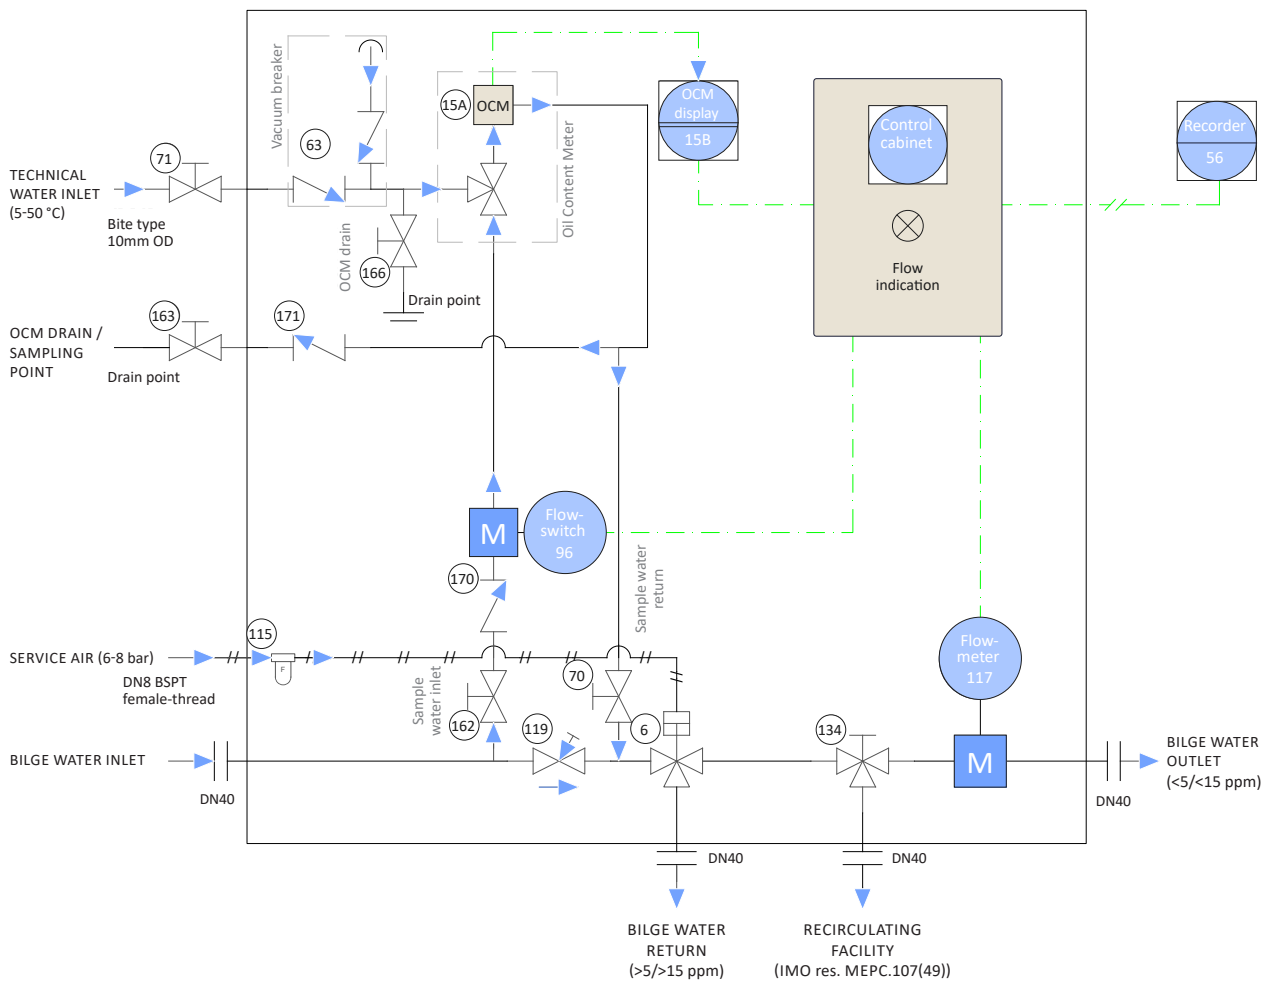 Vacuum breaker
63
15A
OCM
Oil Content Meter
OCM
display
15B
Control
cabinet
Recorder
56
71
TECHNICAL
WATER INLET
(5-50 °C)
Bite type
10mm OD
OCM drain
166
Drain point
Flow
indication
163
171
OCM DRAIN /
SAMPLING
POINT
Drain point
M
Flow-
switch
96
170
Sample water
return
115
SERVICE AIR (6-8 bar)
F
DN8 BSPT
female-thread
Sample
water inlet
162
70
Flow-
meter
117
119
6
134
BILGE WATER INLET
DN40
M
DN40
BILGE WATER
OUTLET
(<5/<15 ppm)
DN40
DN40
BILGE WATER
RETURN
(>5/>15 ppm)
RECIRCULATING
FACILITY
(IMO res. MEPC.107(49))